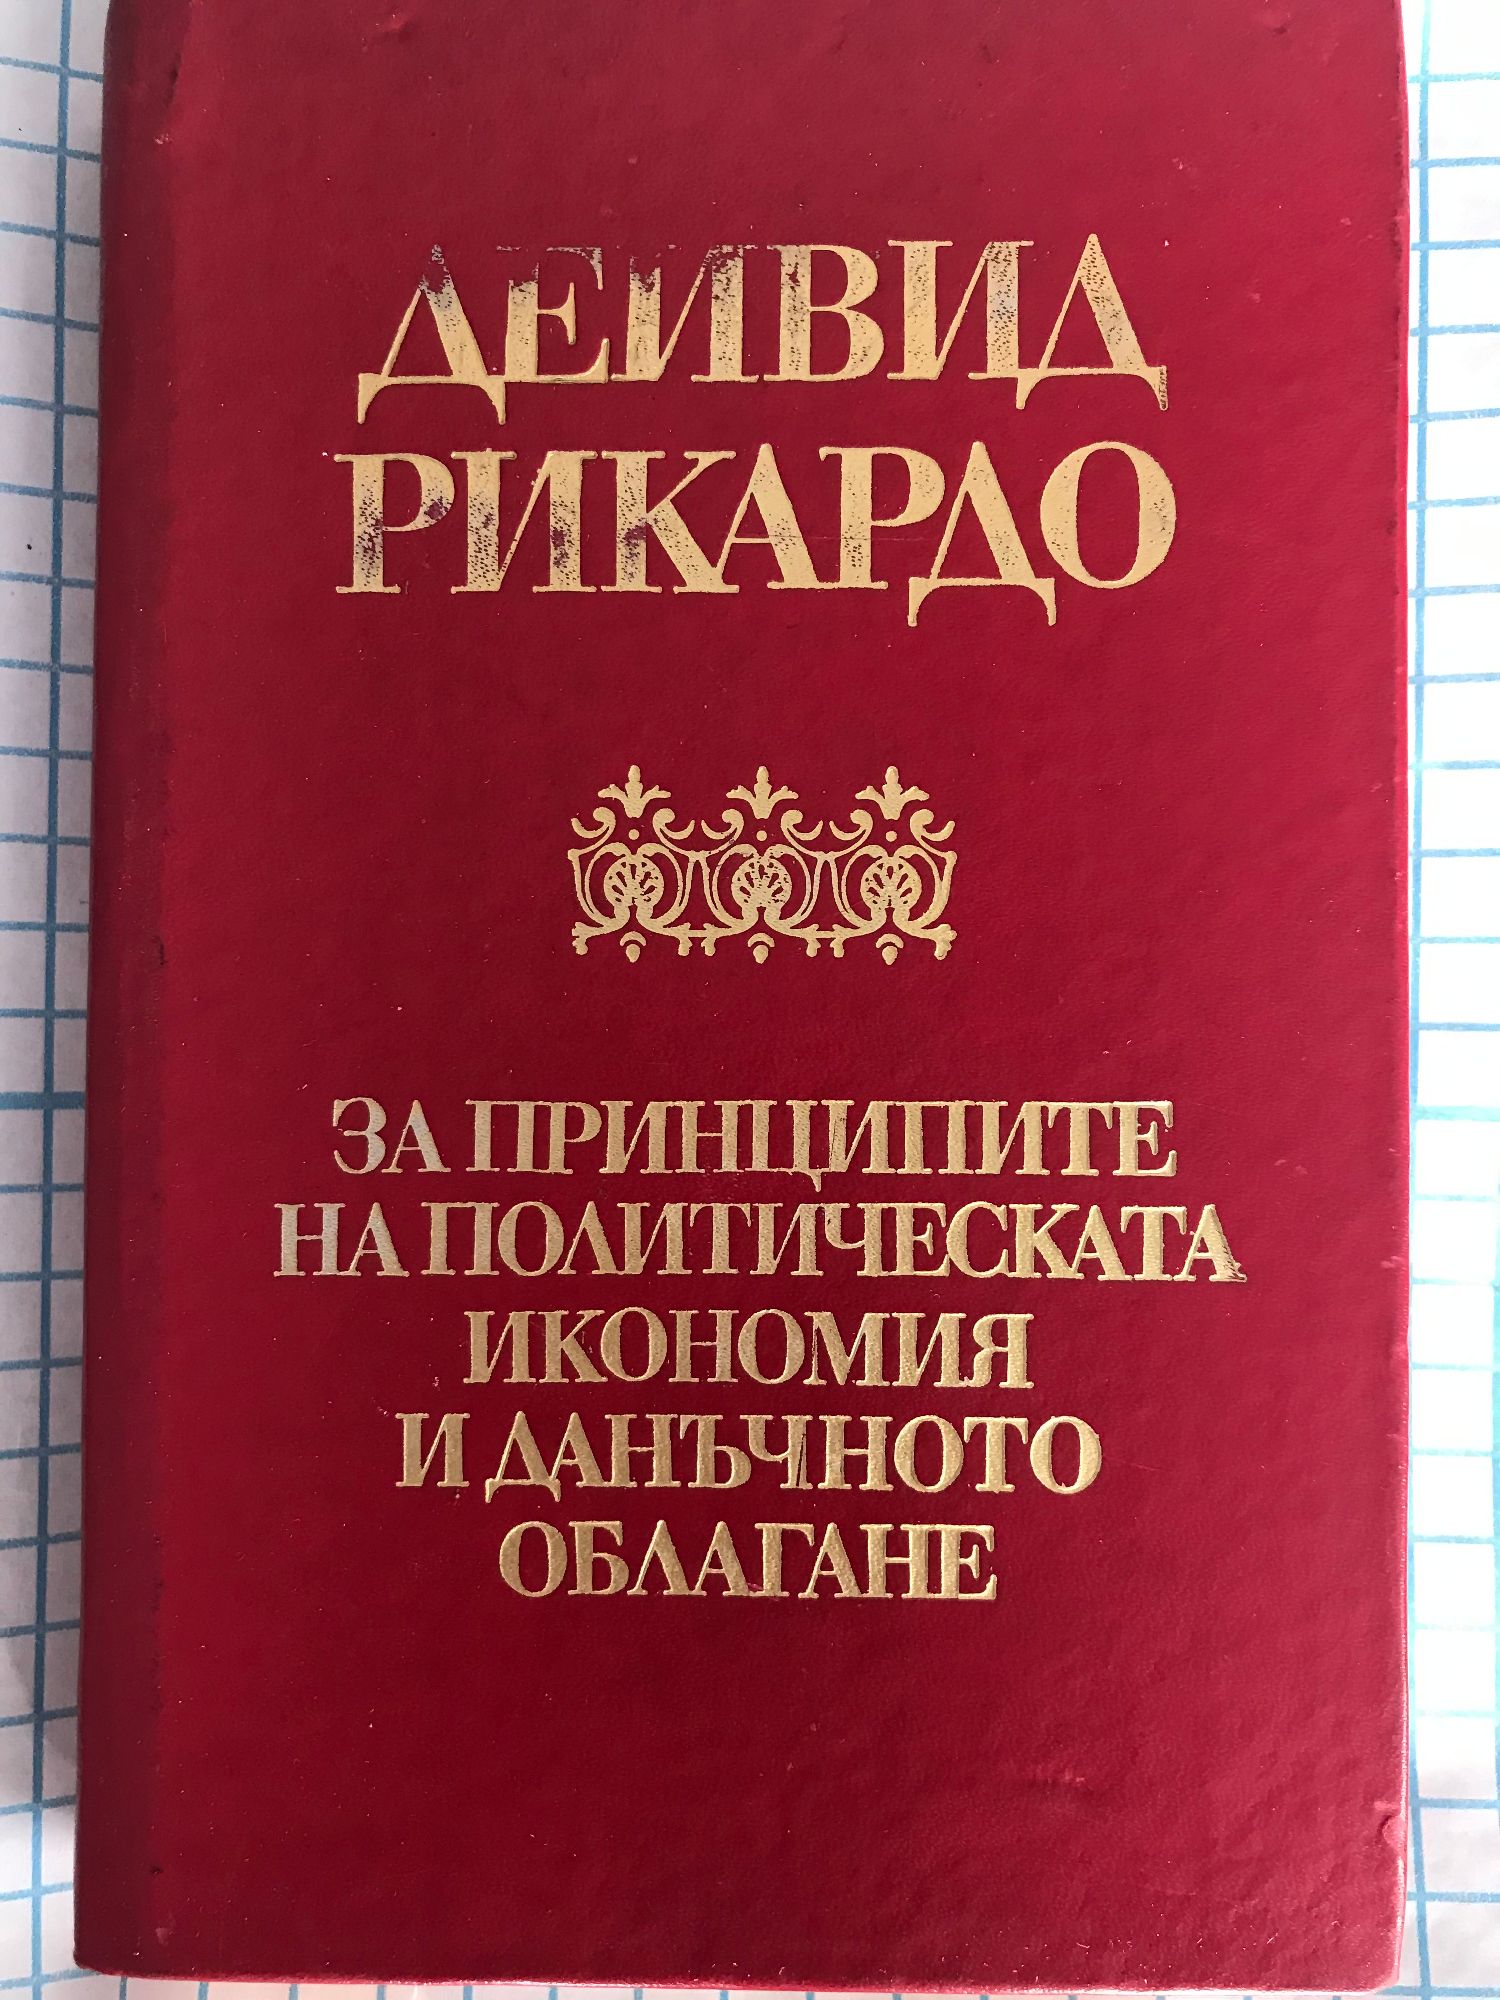 ДЕЙВИД
РИКАРДО
ЗА ПРИНЦИПИТЕ
НА ПОЛИТИЧЕСКАТА
ИКОНОМИЯ
И ДАНЪЧНОТО
ОБЛАГАНЕ